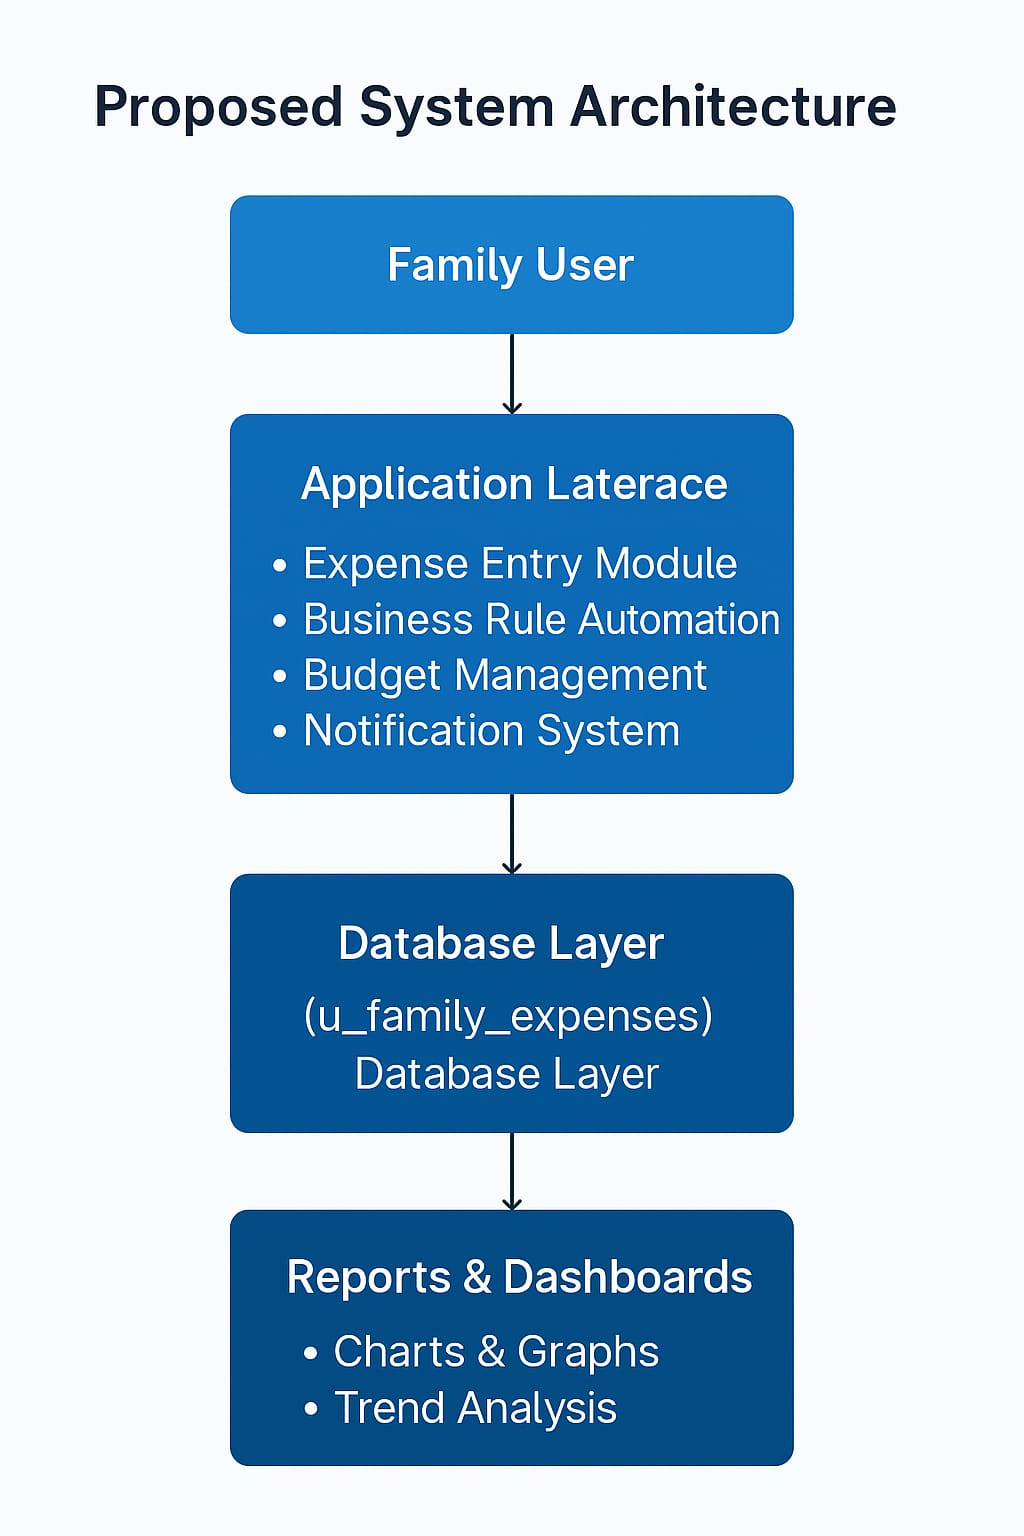 Proposed System Architecture
Family User
Application Laterace
• Expense Entry Module
• Business Rule Automation
• Budget Management
• Notification System
Database Layer
(u_family_expenses)
Database Layer
Reports & Dashboards
• Charts & Graphs
• Trend Analysis